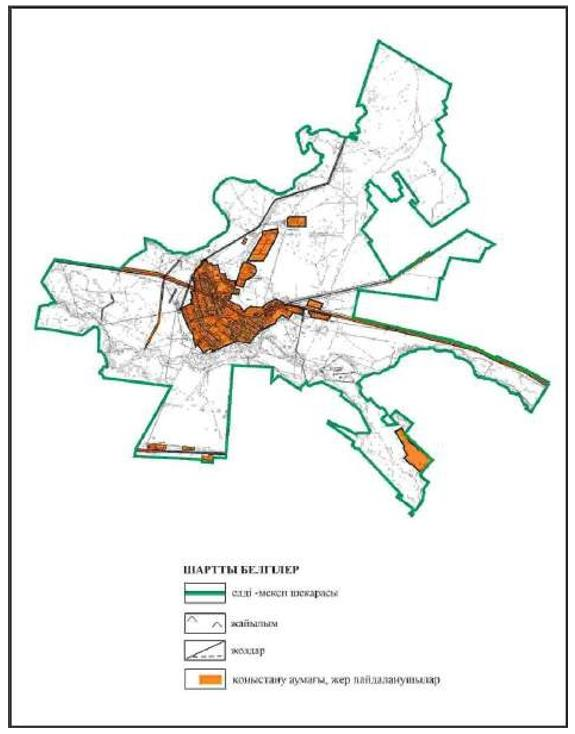 ШАРТТЫ БЕЛГІЛЕР
елді -мекен шекарасы
жайылым
жолдар
қоныстану аумағы, жер пайдаланушылар